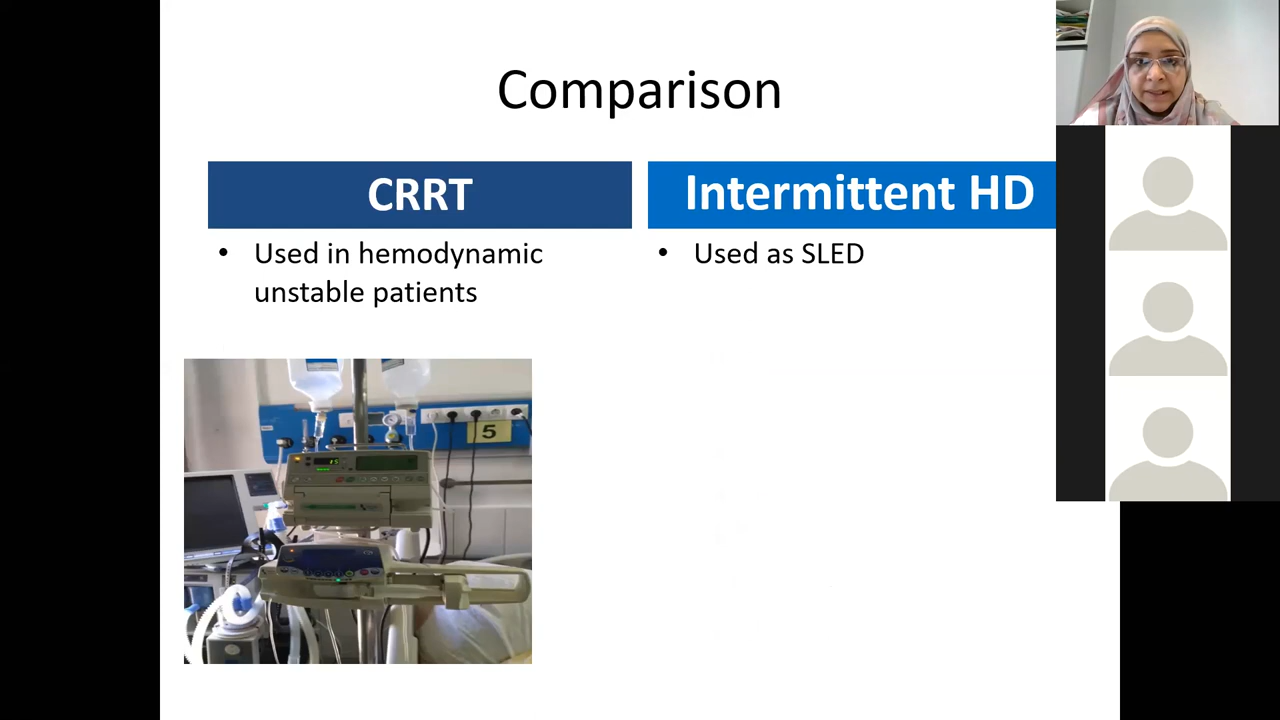 Comparison
CRRT
Intermittent HD
• Used in hemodynamic
unstable patients
• Used as SLED
5